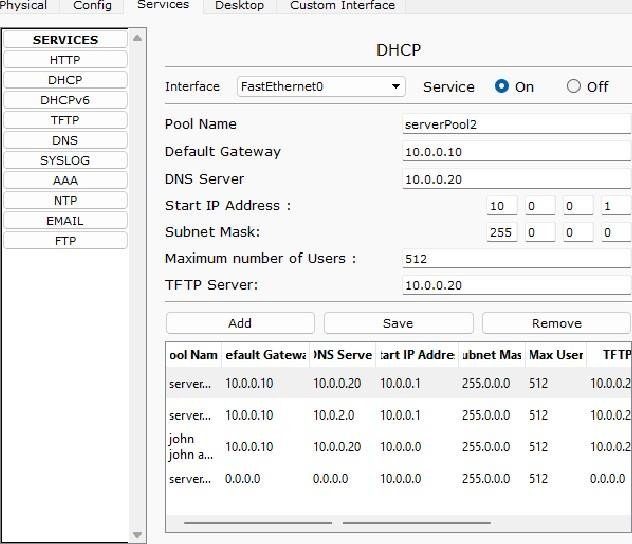 Physical Config Services Desktop Custom Interface
SERVICES
HTTP
DHCP
DHCPv6
TFTP
DNS
SYSLOG
AAA
NTP
EMAIL
FTP
DHCP
Interface FastEthernet0 Service On Off
Pool Name serverPool2
Default Gateway 10.0.0.10
DNS Server 10.0.0.20
Start IP Address : 10 0 0 1
Subnet Mask: 255 0 0 0
Maximum number of Users : 512
TFTP Server: 10.0.0.20
Add Save Remove
ool Nam efault Gatewa DNS Serve tart IP Addre ubnet Mas Max User TFTP
server... 10.0.0.10 10.0.0.20 10.0.0.1 255.0.0.0 512 10.0.0.2
server... 10.0.0.10 10.0.2.0 10.0.0.1 255.0.0.0 512 10.0.0.2
john
john a... 10.0.0.10 10.0.0.20 10.0.0.0 255.0.0.0 512 10.0.0.2
server... 0.0.0.0 0.0.0.0 10.0.0.0 255.0.0.0 512 0.0.0.0